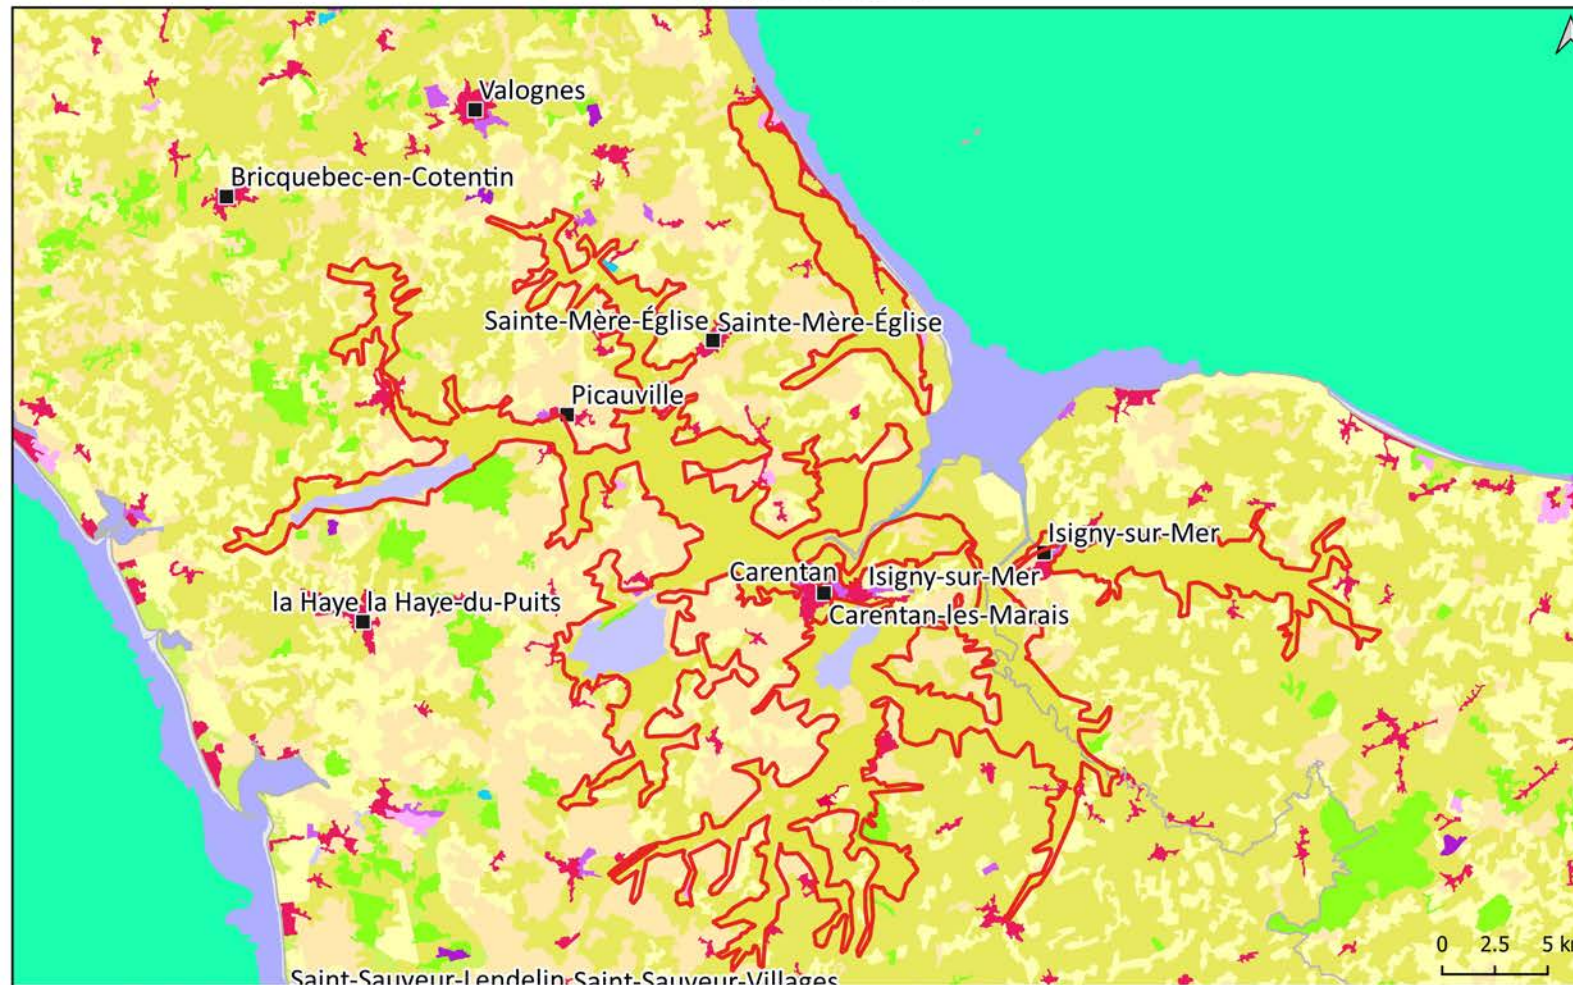 Valognes
Bricquebec-en-Cotentin
Sainte-Mère-Église Sainte-Mère-Église
Picauville
Isigny-sur-Mer
Carentan Isigny-sur-Mer
la Haye la Haye-du-Puits Carentan-les-Marais
0 2.5 5 km
Saint-Sauveur-Lendelin Saint-Sauveur-Villages